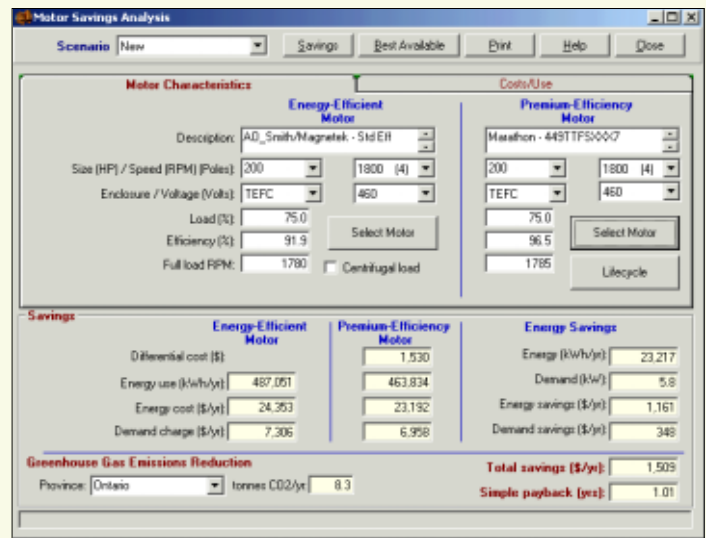 Motor Savings Analysis
Scenario New Savings Best Available Print Help Close
Motor Characteristics Costs/Use
Energy-Efficient Motor Premium-Efficiency Motor
Description: AO_Smith/Magnetek - Std Eff Marathon - 449TTFSXXX7
Size (HP) / Speed (RPM) (Poles): 200 1800 (4) 200 1800 (4)
Enclosure / Voltage (Volts): TEFC 460 TEFC 460
Load (%): 75.0 75.0
Select Motor Select Motor
Efficiency (%): 91.9 96.5
Full load RPM: 1780 Centrifugal load 1785 Lifecycle
Savings
Energy-Efficient Motor Premium-Efficiency Motor Energy Savings
Differential cost ($): 1,530 Energy (kWh/yr): 23,217
Energy use (kWh/yr): 487,051 463,834 Demand (kW): 5.8
Energy cost ($/yr): 24,353 23,192 Energy savings ($/yr): 1,161
Demand charge ($/yr): 7,306 6,958 Demand savings ($/yr): 348
Greenhouse Gas Emissions Reduction Total savings ($/yr): 1,509
Province: Ontario tonnes CO2/yr: 8.3 Simple payback (yrs): 1.01